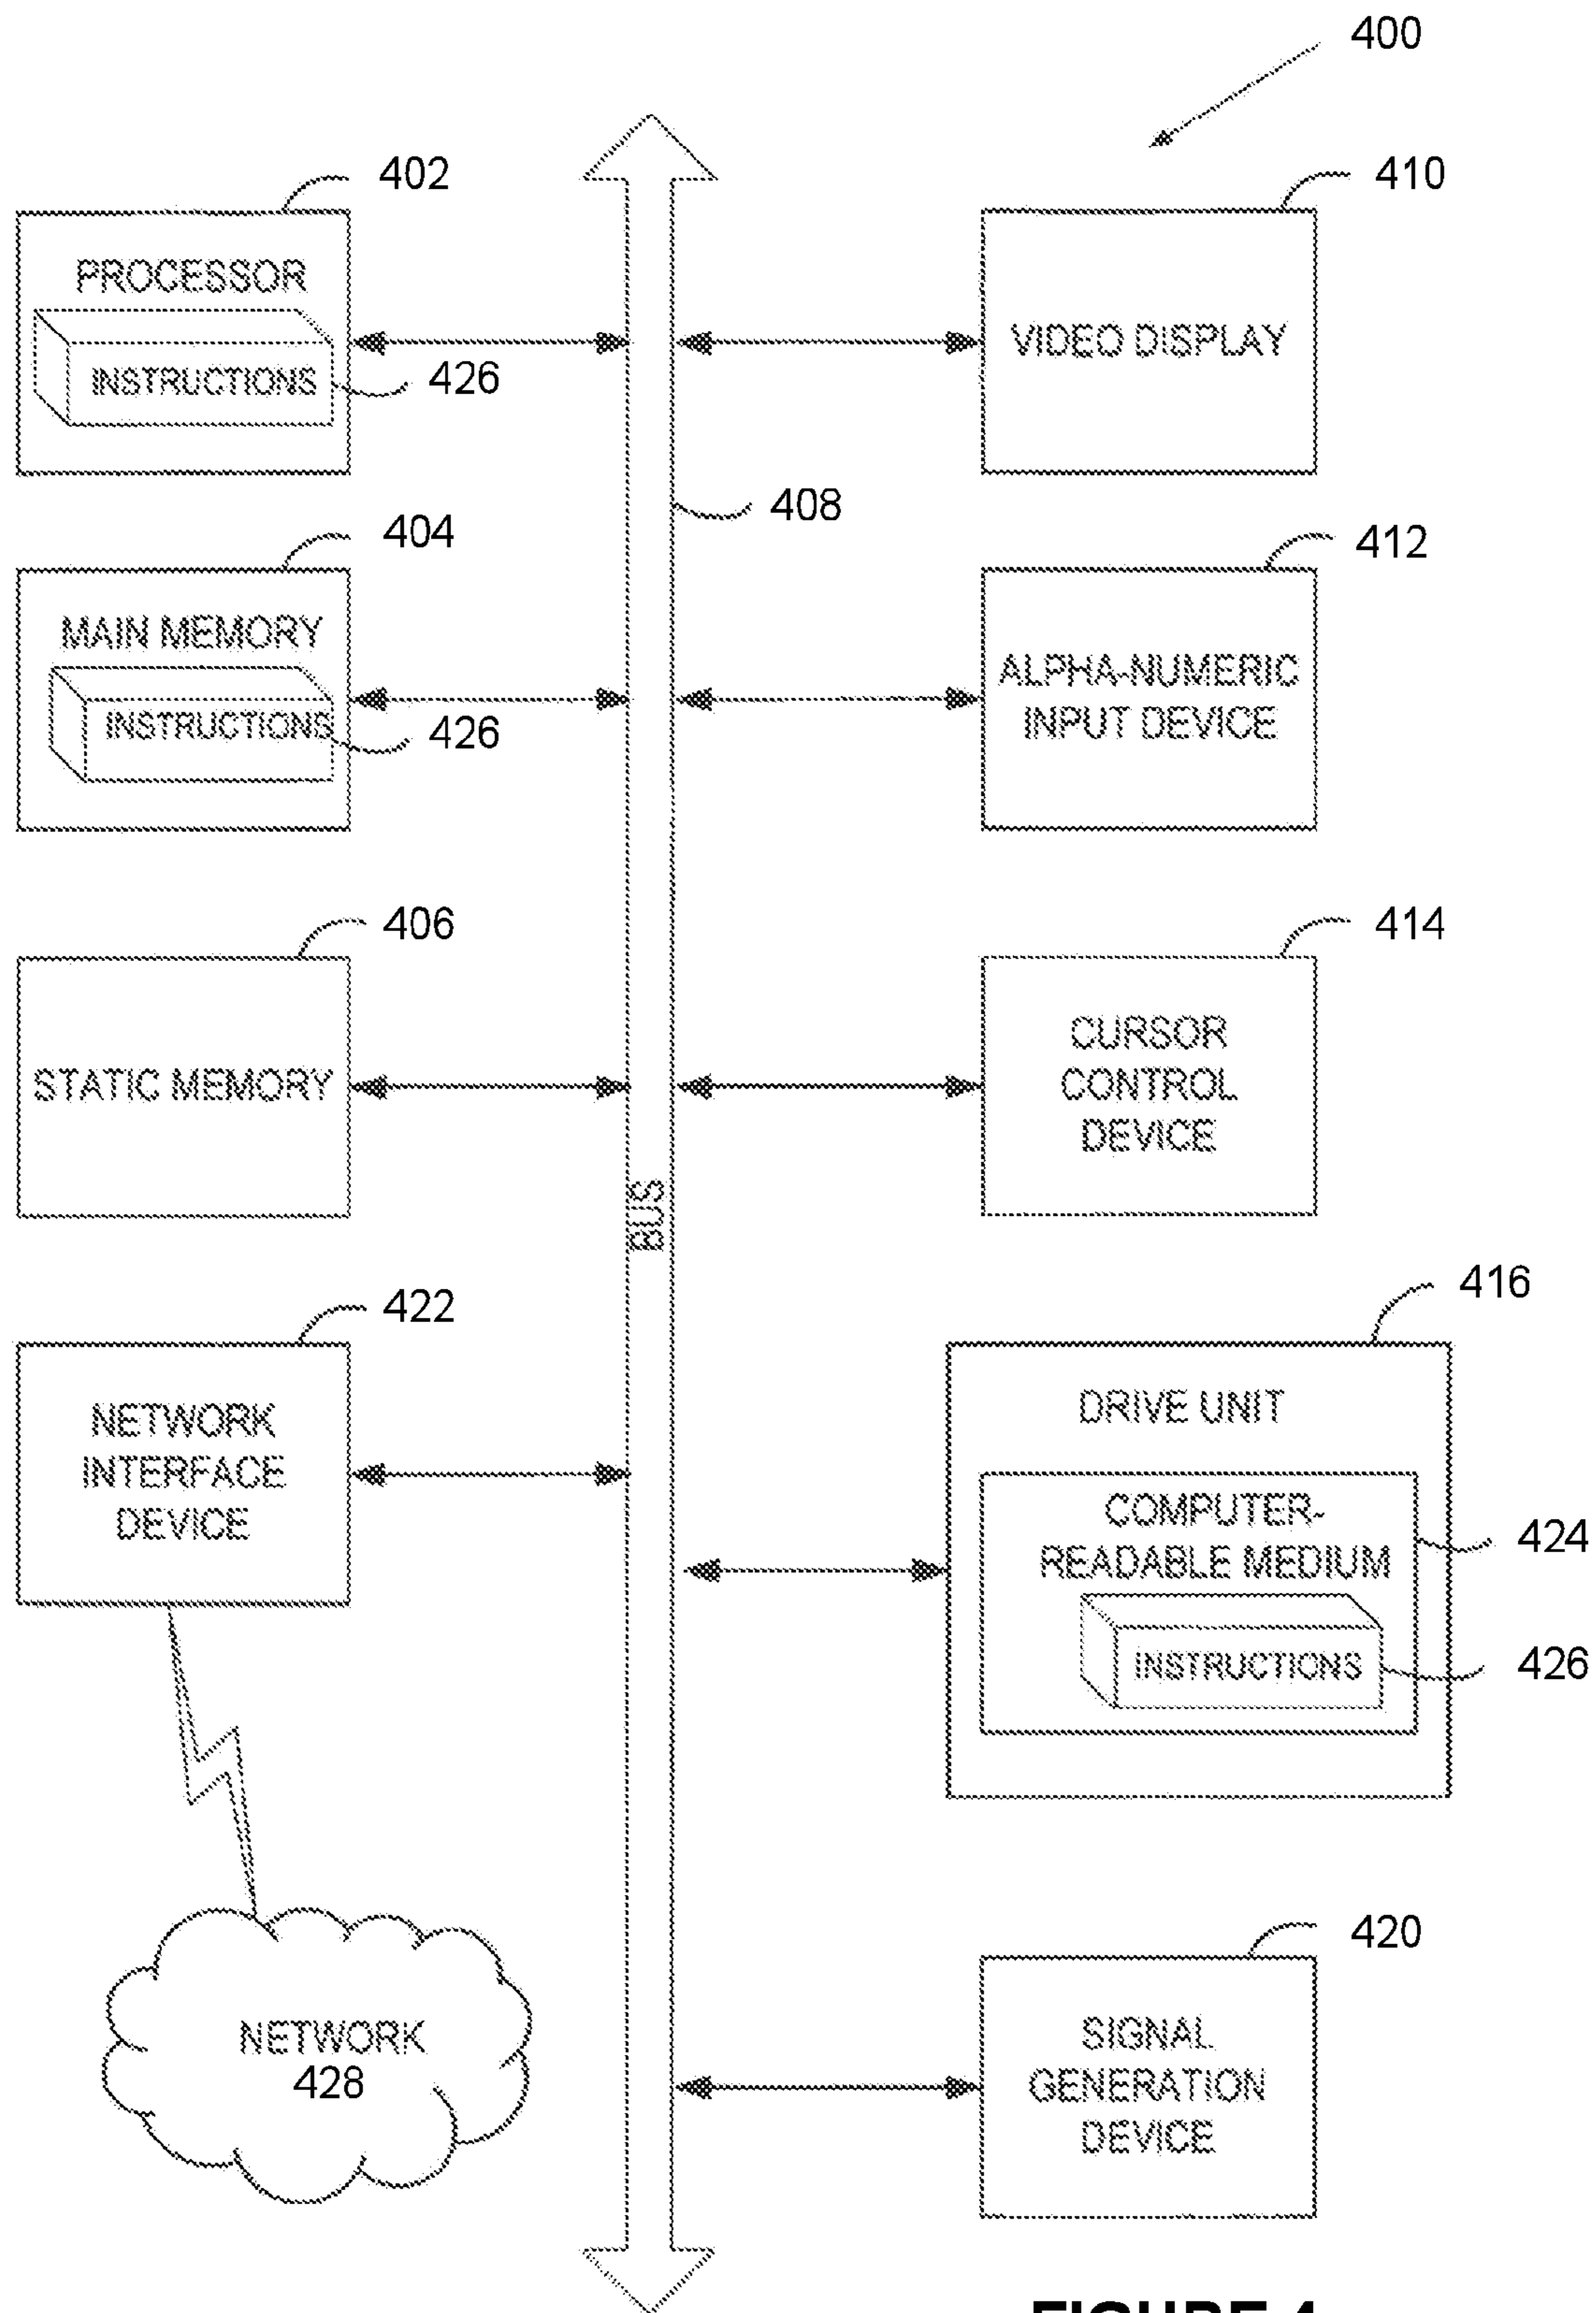 400
402
PROCESSOR
INSTRUCTIONS
426
410
VIDEO DISPLAY
408
404
MAIN MEMORY
INSTRUCTIONS
426
412
ALPHA-NUMERIC
INPUT DEVICE
406
STATIC MEMORY
414
CURSOR
CONTROL
DEVICE
BUS
422
NETWORK
INTERFACE
DEVICE
416
DRIVE UNIT
COMPUTER-
READABLE MEDIUM
424
INSTRUCTIONS
426
NETWORK
428
420
SIGNAL
GENERATION
DEVICE
FIGURE 4